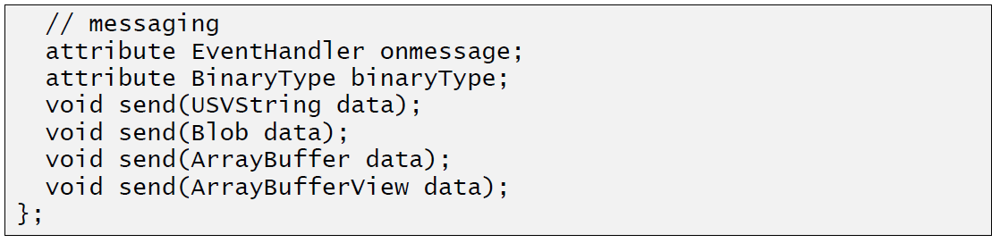 // messaging
attribute EventHandler onmessage;
attribute BinaryType binaryType;
void send(USVString data);
void send(Blob data);
void send(ArrayBuffer data);
void send(ArrayBufferView data);
};